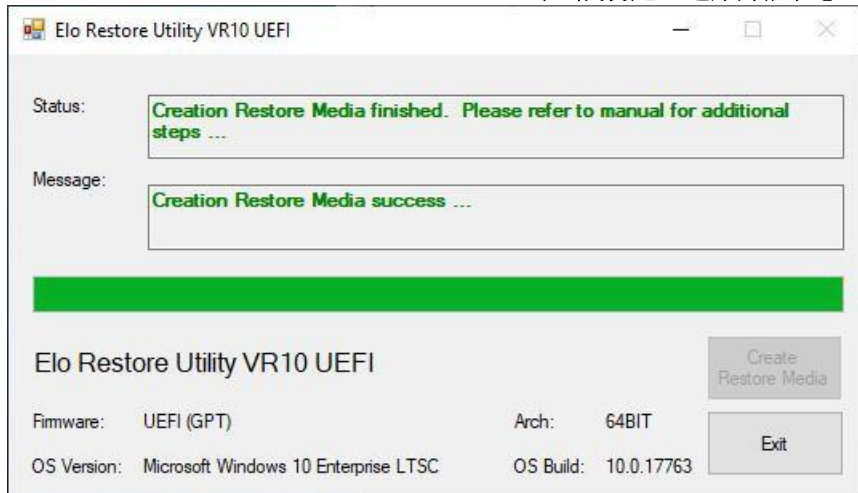 Elo Restore Utility VR10 UEFI
Status:
Creation Restore Media finished. Please refer to manual for additional
steps ...
Message:
Creation Restore Media success ...
Elo Restore Utility VR10 UEFI
Create
Restore Media
Firmware: UEFI (GPT) Arch: 64BIT
Exit
OS Version: Microsoft Windows 10 Enterprise LTSC OS Build: 10.0.17763